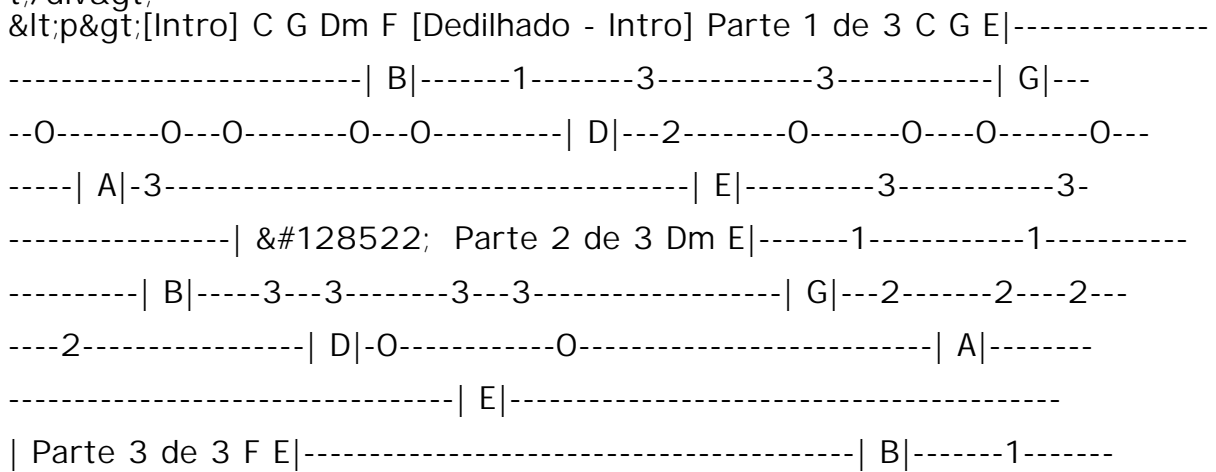 t;/div&gt;
&lt;p&gt;[Intro] C G Dm F [Dedilhado - Intro] Parte 1 de 3 C G E|---------------
---------------------------| B|-------1--------3------------3------------| G|---
--0--------0---0--------0---0----------| D|---2--------0-------0----0-------0---
-----| A|-3----------------------------------------| E|----------3------------3-
-----------------| &#128522; Parte 2 de 3 Dm E|-------1------------1-----------
----------| B|-----3---3--------3---3-------------------| G|---2-------2----2---
----2-----------------| D|-0------------0---------------------------| A|--------
----------------------------------| E|------------------------------------------
| Parte 3 de 3 F E|------------------------------------------| B|-------1-------